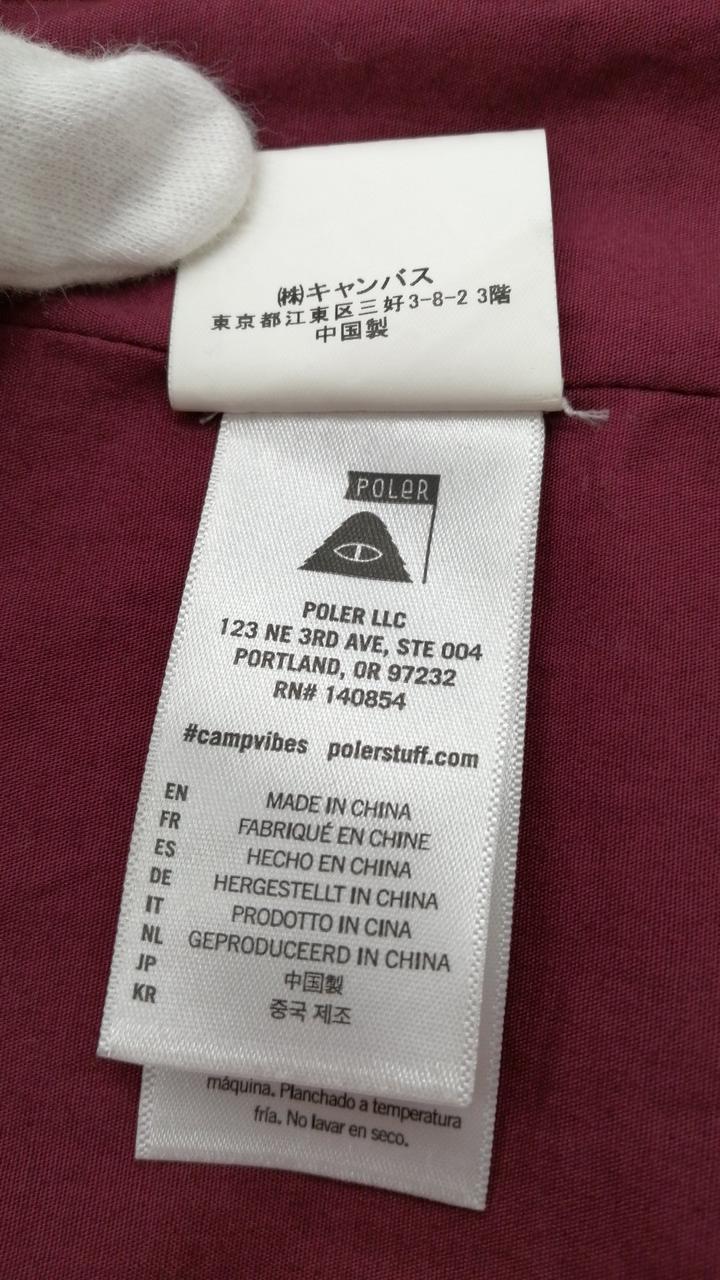 ㈱キャンバス
東京都江東区三好3-8-2 3階
中国製
POLER
POLER LLC
123 NE 3RD AVE, STE 004
PORTLAND, OR 97232
RN# 140854
#campvibes polerstuff.com
EN MADE IN CHINA
FR FABRIQUÉ EN CHINE
ES HECHO EN CHINA
DE HERGESTELLT IN CHINA
IT PRODOTTO IN CINA
NL GEPRODUCEERD IN CHINA
JP 中国製
KR 중국 제조
máquina. Planchado a temperatura
fría. No lavar en seco.